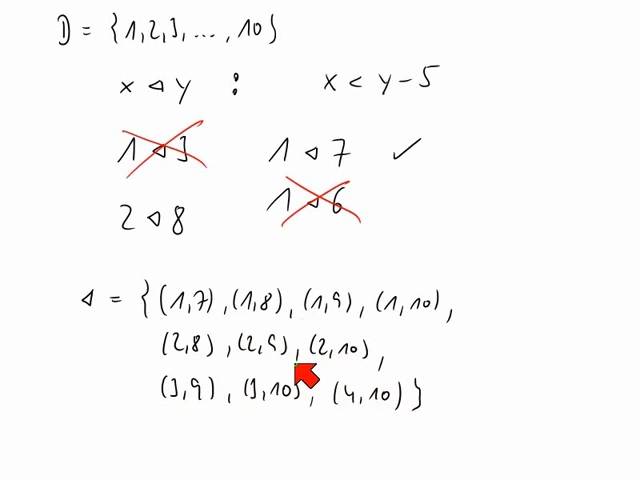 D = {1,2,3,...,10}
x ⊲ y : x < y-5
1 ⊲ 3 1 ⊲ 7 ✓
1 ⊲ 6
2 ⊲ 8
⊲ = {(1,7),(1,8),(1,9),(1,10),
(2,8),(2,9),(2,10),
(3,9),(3,10),(4,10)}